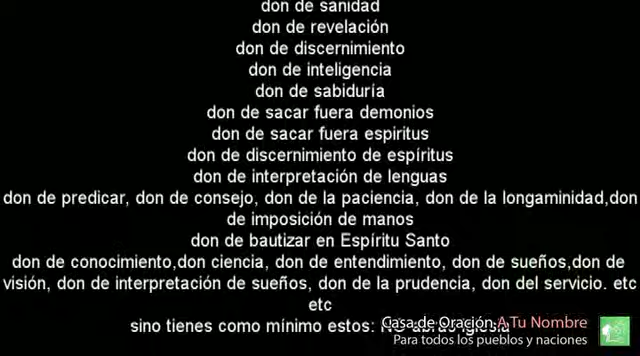 don de sanidad
don de revelación
don de discernimiento
don de inteligencia
don de sabiduría
don de sacar fuera demonios
don de sacar fuera espiritus
don de discernimiento de espíritus
don de interpretación de lenguas
don de predicar, don de consejo, don de la paciencia, don de la longaminidad,don
de imposición de manos
don de bautizar en Espíritu Santo
don de conocimiento,don ciencia, don de entendimiento, don de sueños,don de
visión, don de interpretación de sueños, don de la prudencia, don del servicio. etc
etc
sino tienes como mínimo estos: No abras iglesia
Casa de Oración A Tu Nombre
Para todos los pueblos y naciones